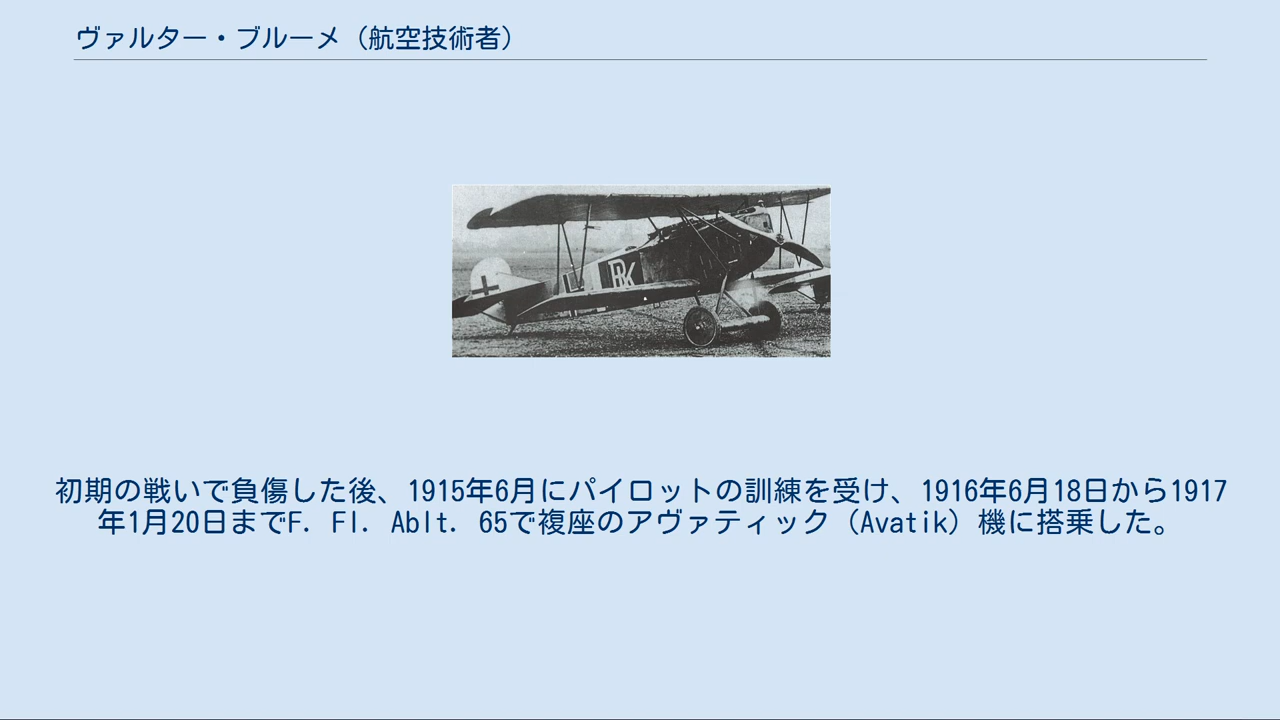 ヴァルター・ブルーメ（航空技術者）
初期の戦いで負傷した後、1915年6月にパイロットの訓練を受け、1916年6月18日から1917
年1月20日までF. Fl. Ablt. 65で複座のアヴァティック（Avatik）機に搭乗した。